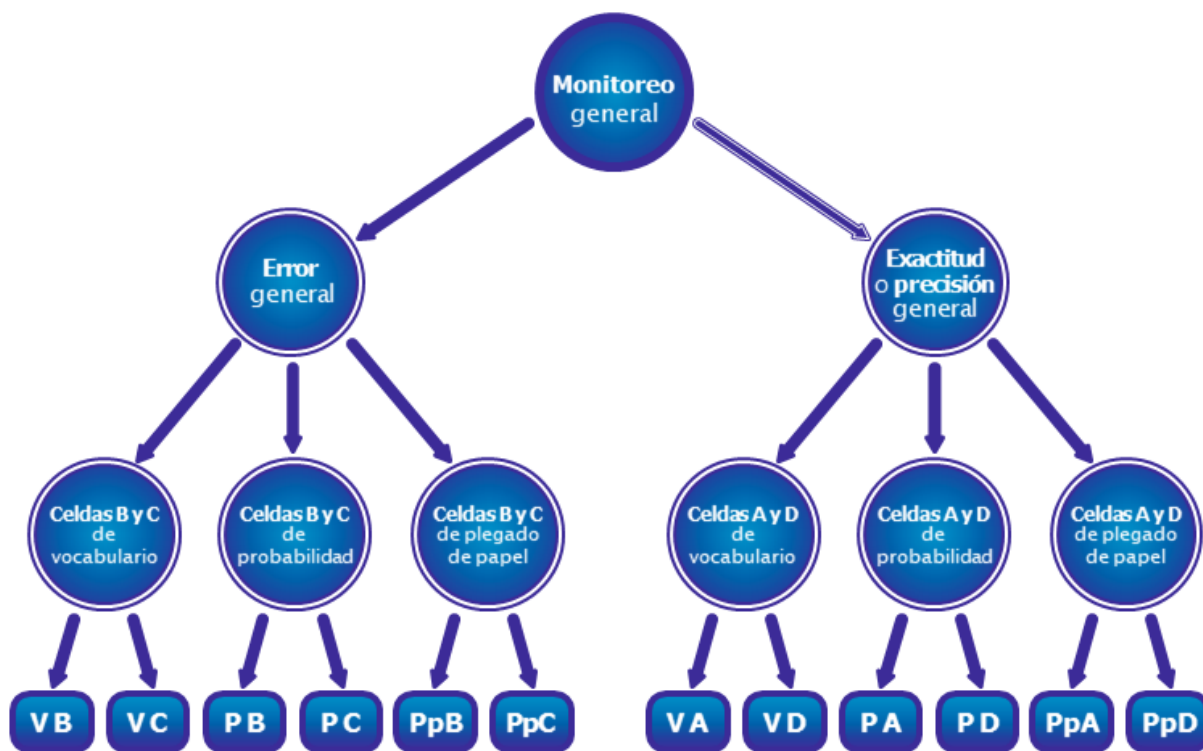 Monitoreo
general
Error
general
Exactitud
o precisión
general
Celdas B y C
de
vocabulario
Celdas B y C
de
probabilidad
Celdas B y C
de plegado
de papel
Celdas A y D
de
vocabulario
Celdas A y D
de
probabilidad
Celdas A y D
de plegado
de papel
VB
VC
PB
PC
PpB
PpC
VA
VD
PA
PD
PpA
PpD